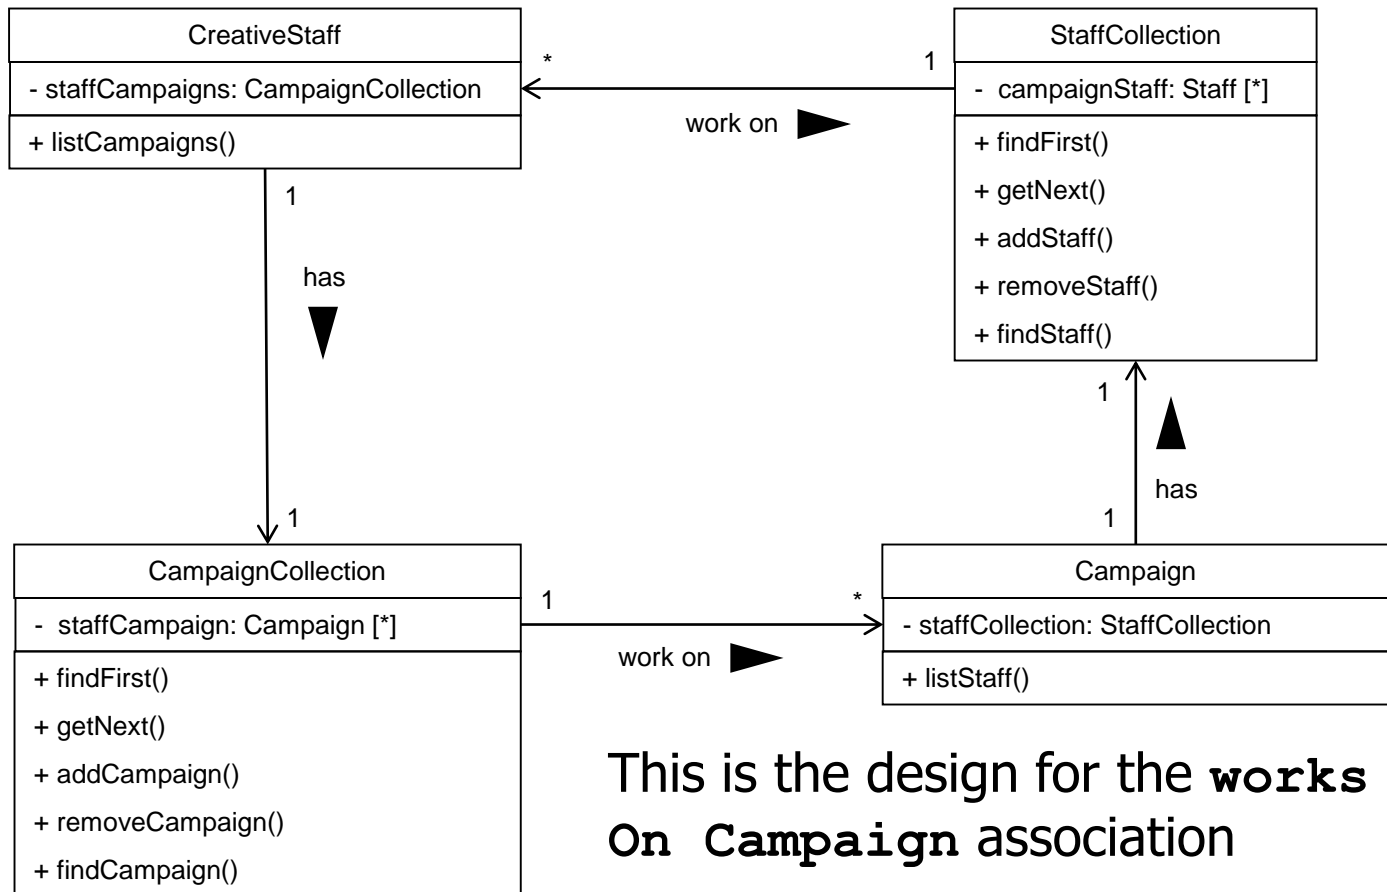 CreativeStaff
- staffCampaigns: CampaignCollection
+ listCampaigns()
*
1
work on
StaffCollection
- campaignStaff: Staff [*]
+ findFirst()
+ getNext()
+ addStaff()
+ removeStaff()
+ findStaff()
1
has
1
1
has
1
CampaignCollection
- staffCampaign: Campaign [*]
+ findFirst()
+ getNext()
+ addCampaign()
+ removeCampaign()
+ findCampaign()
1
*
work on
Campaign
- staffCollection: StaffCollection
+ listStaff()
This is the design for the works
On Campaign association